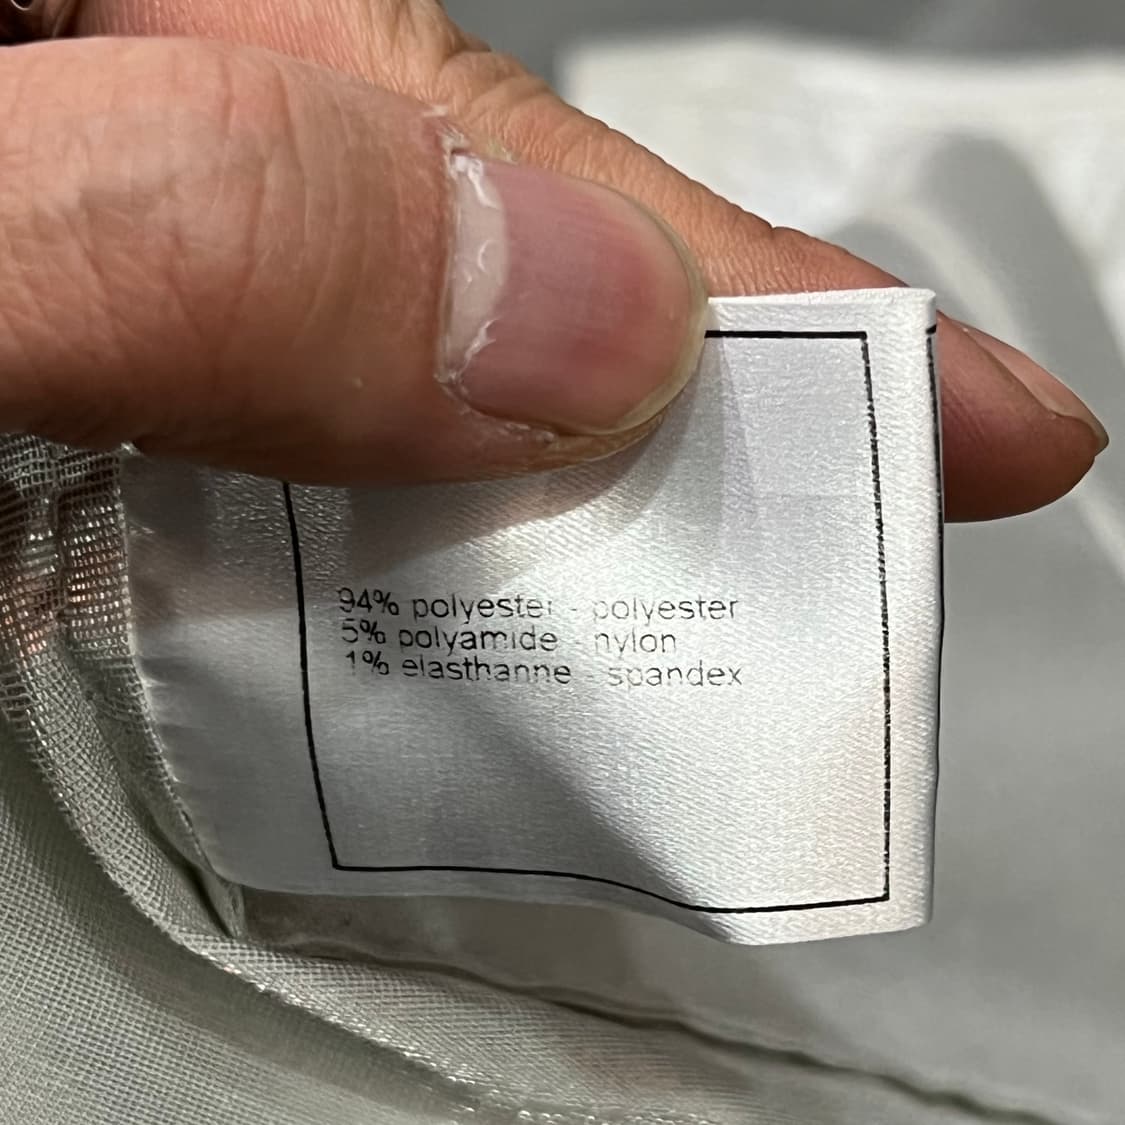 94% polyester - polyester
5% polyamide - nylon
1% elasthanne - spandex